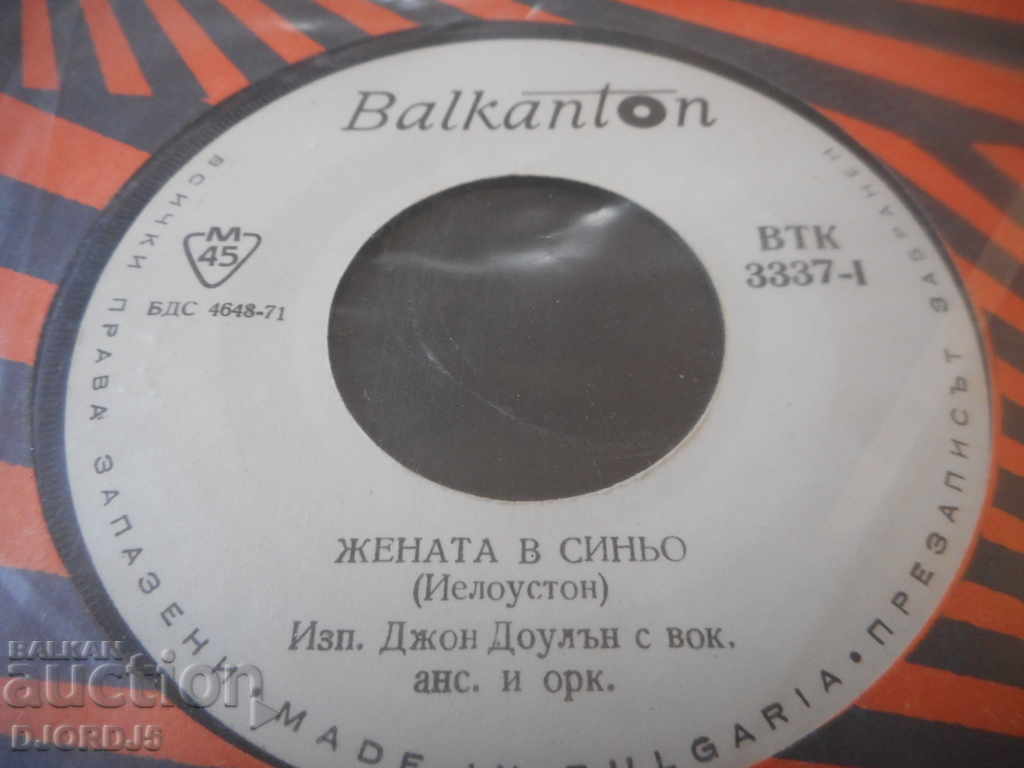 Balkanton
М
45
БДС 4648-71
ВТК
3337-I
ЖЕНАТА В СИНЬО
(Иелоустон)
Изп. Джон Доулън с вок.
анс. и орк.
ВСИЧКИ ПРАВА ЗАПАЗЕНИ • MADE IN BULGARIA • ПРЕЗАПИСЪТ ЗАБРАНЕН
BALKAN
auction
DJORDJ5